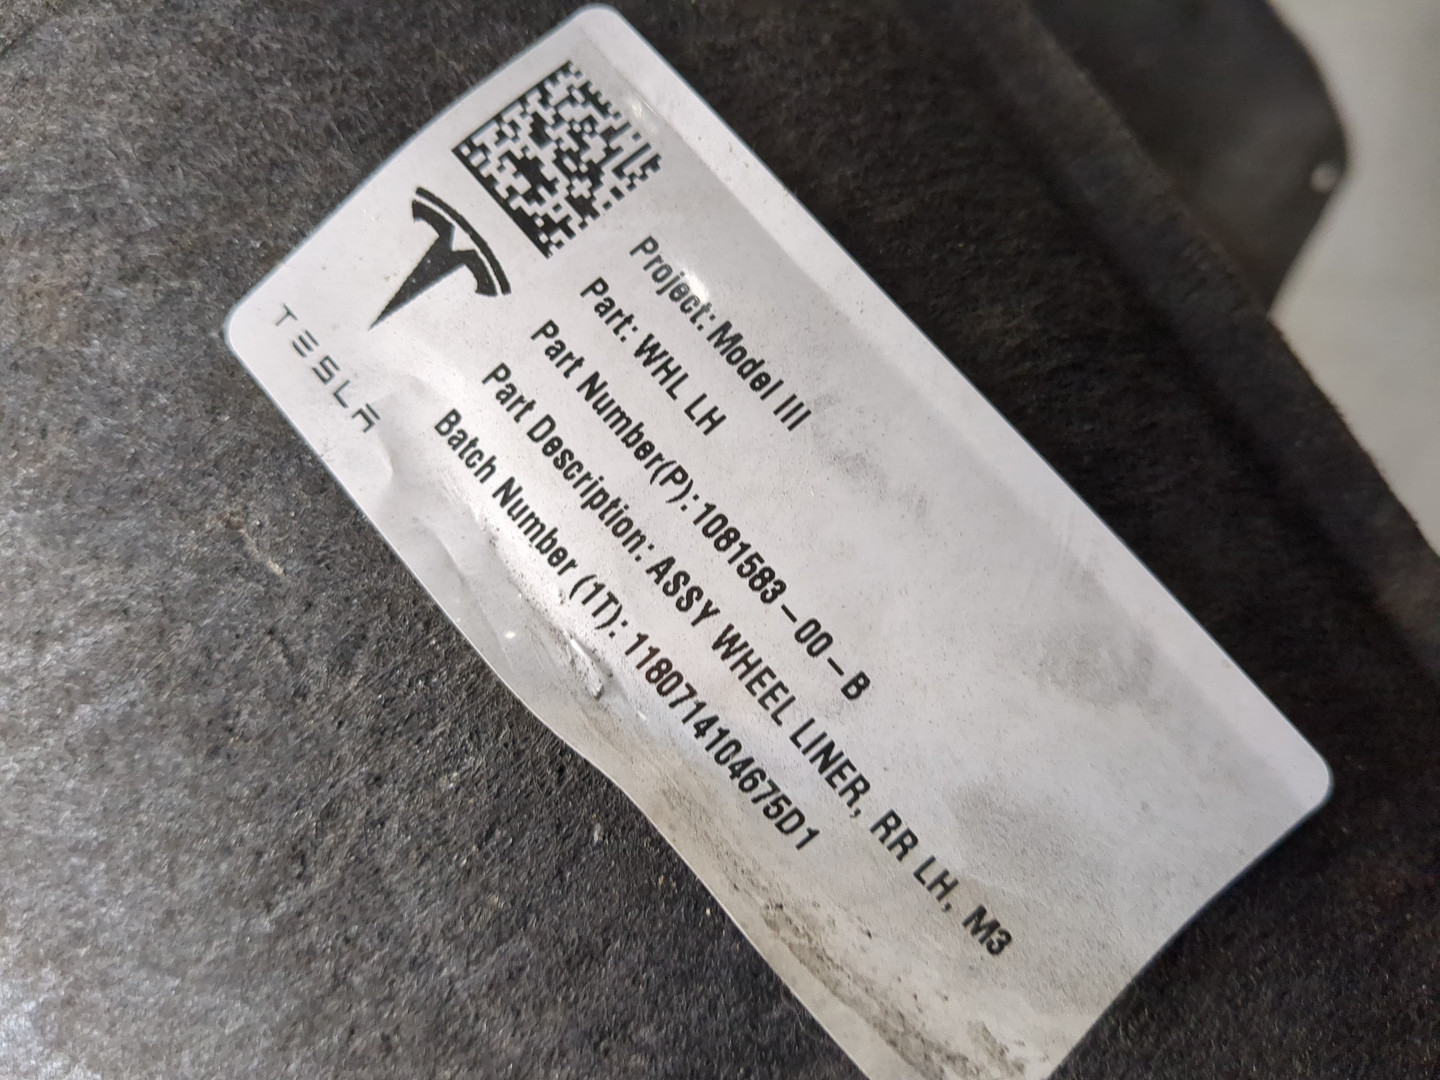 TESLA
Project: Model III
Part: WHL LH
Part Number(P): 1081583-00-B
Part Description: ASSY WHEEL LINER, RR LH, M3
Batch Number (1T): 1180714104675D1